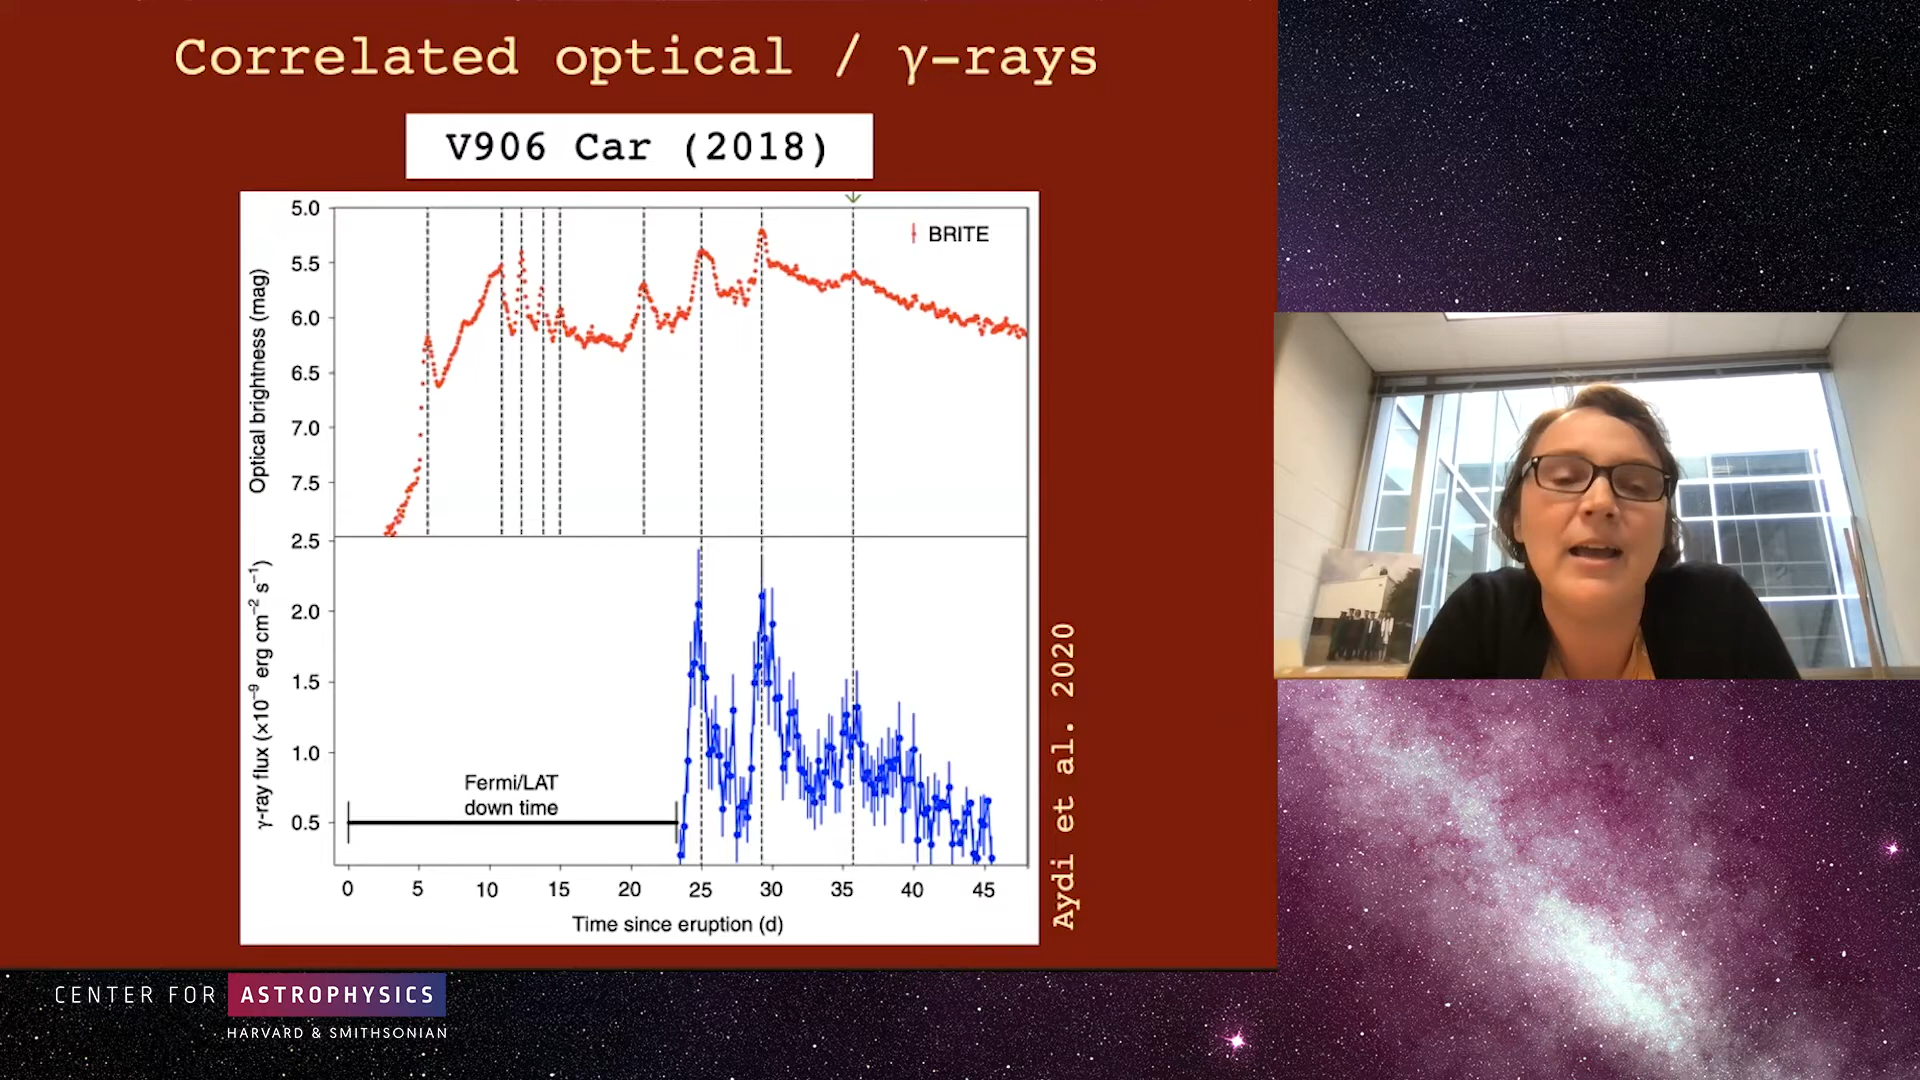 Correlated optical / γ-rays
V906 Car (2018)
BRITE
Optical brightness (mag)
5.0
5.5
6.0
6.5
7.0
7.5
γ-ray flux (×10⁻⁹ erg cm⁻² s⁻¹)
2.5
2.0
1.5
1.0
0.5
Fermi/LAT
down time
0 5 10 15 20 25 30 35 40 45
Time since eruption (d)
Aydi et al. 2020
CENTER FOR ASTROPHYSICS
HARVARD & SMITHSONIAN